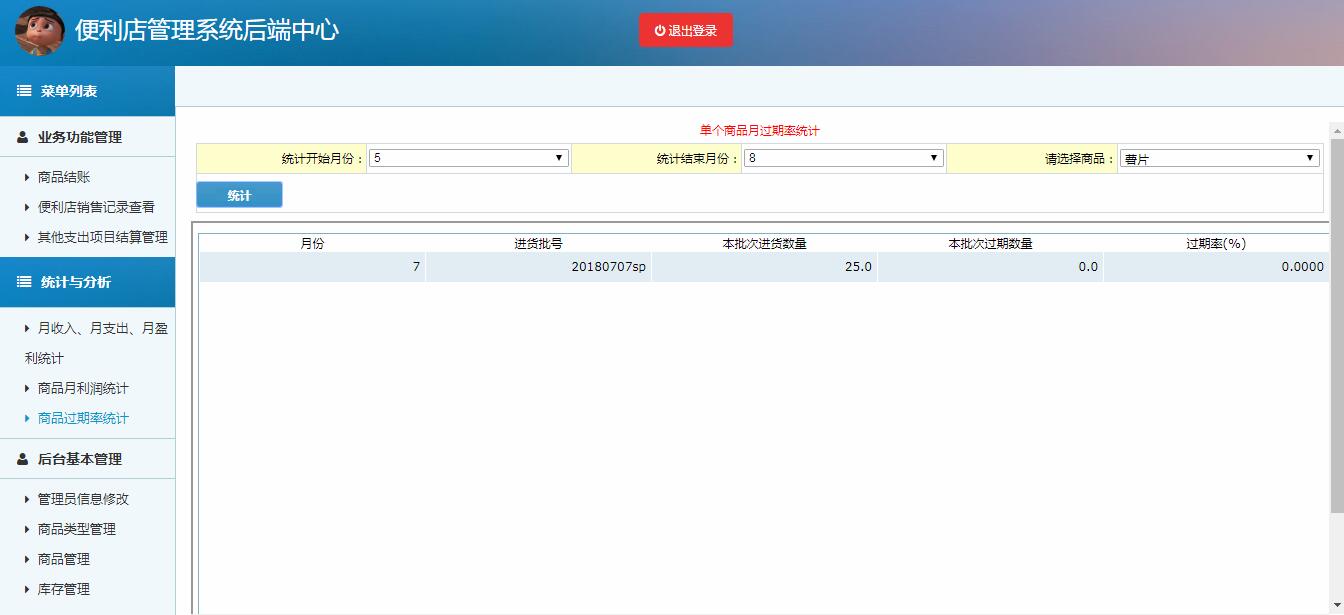 便利店管理系统后端中心
退出登录
菜单列表
业务功能管理
商品结账
便利店销售记录查看
其他支出项目结算管理
统计与分析
月收入、月支出、月盈
利统计
商品月利润统计
商品过期率统计
后台基本管理
管理员信息修改
商品类型管理
商品管理
库存管理
单个商品月过期率统计
统计开始月份： 5 统计结束月份： 8 请选择商品： 薯片
统计
月份 进货批号 本批次进货数量 本批次过期数量 过期率(%)
7 20180707sp 25.0 0.0 0.0000